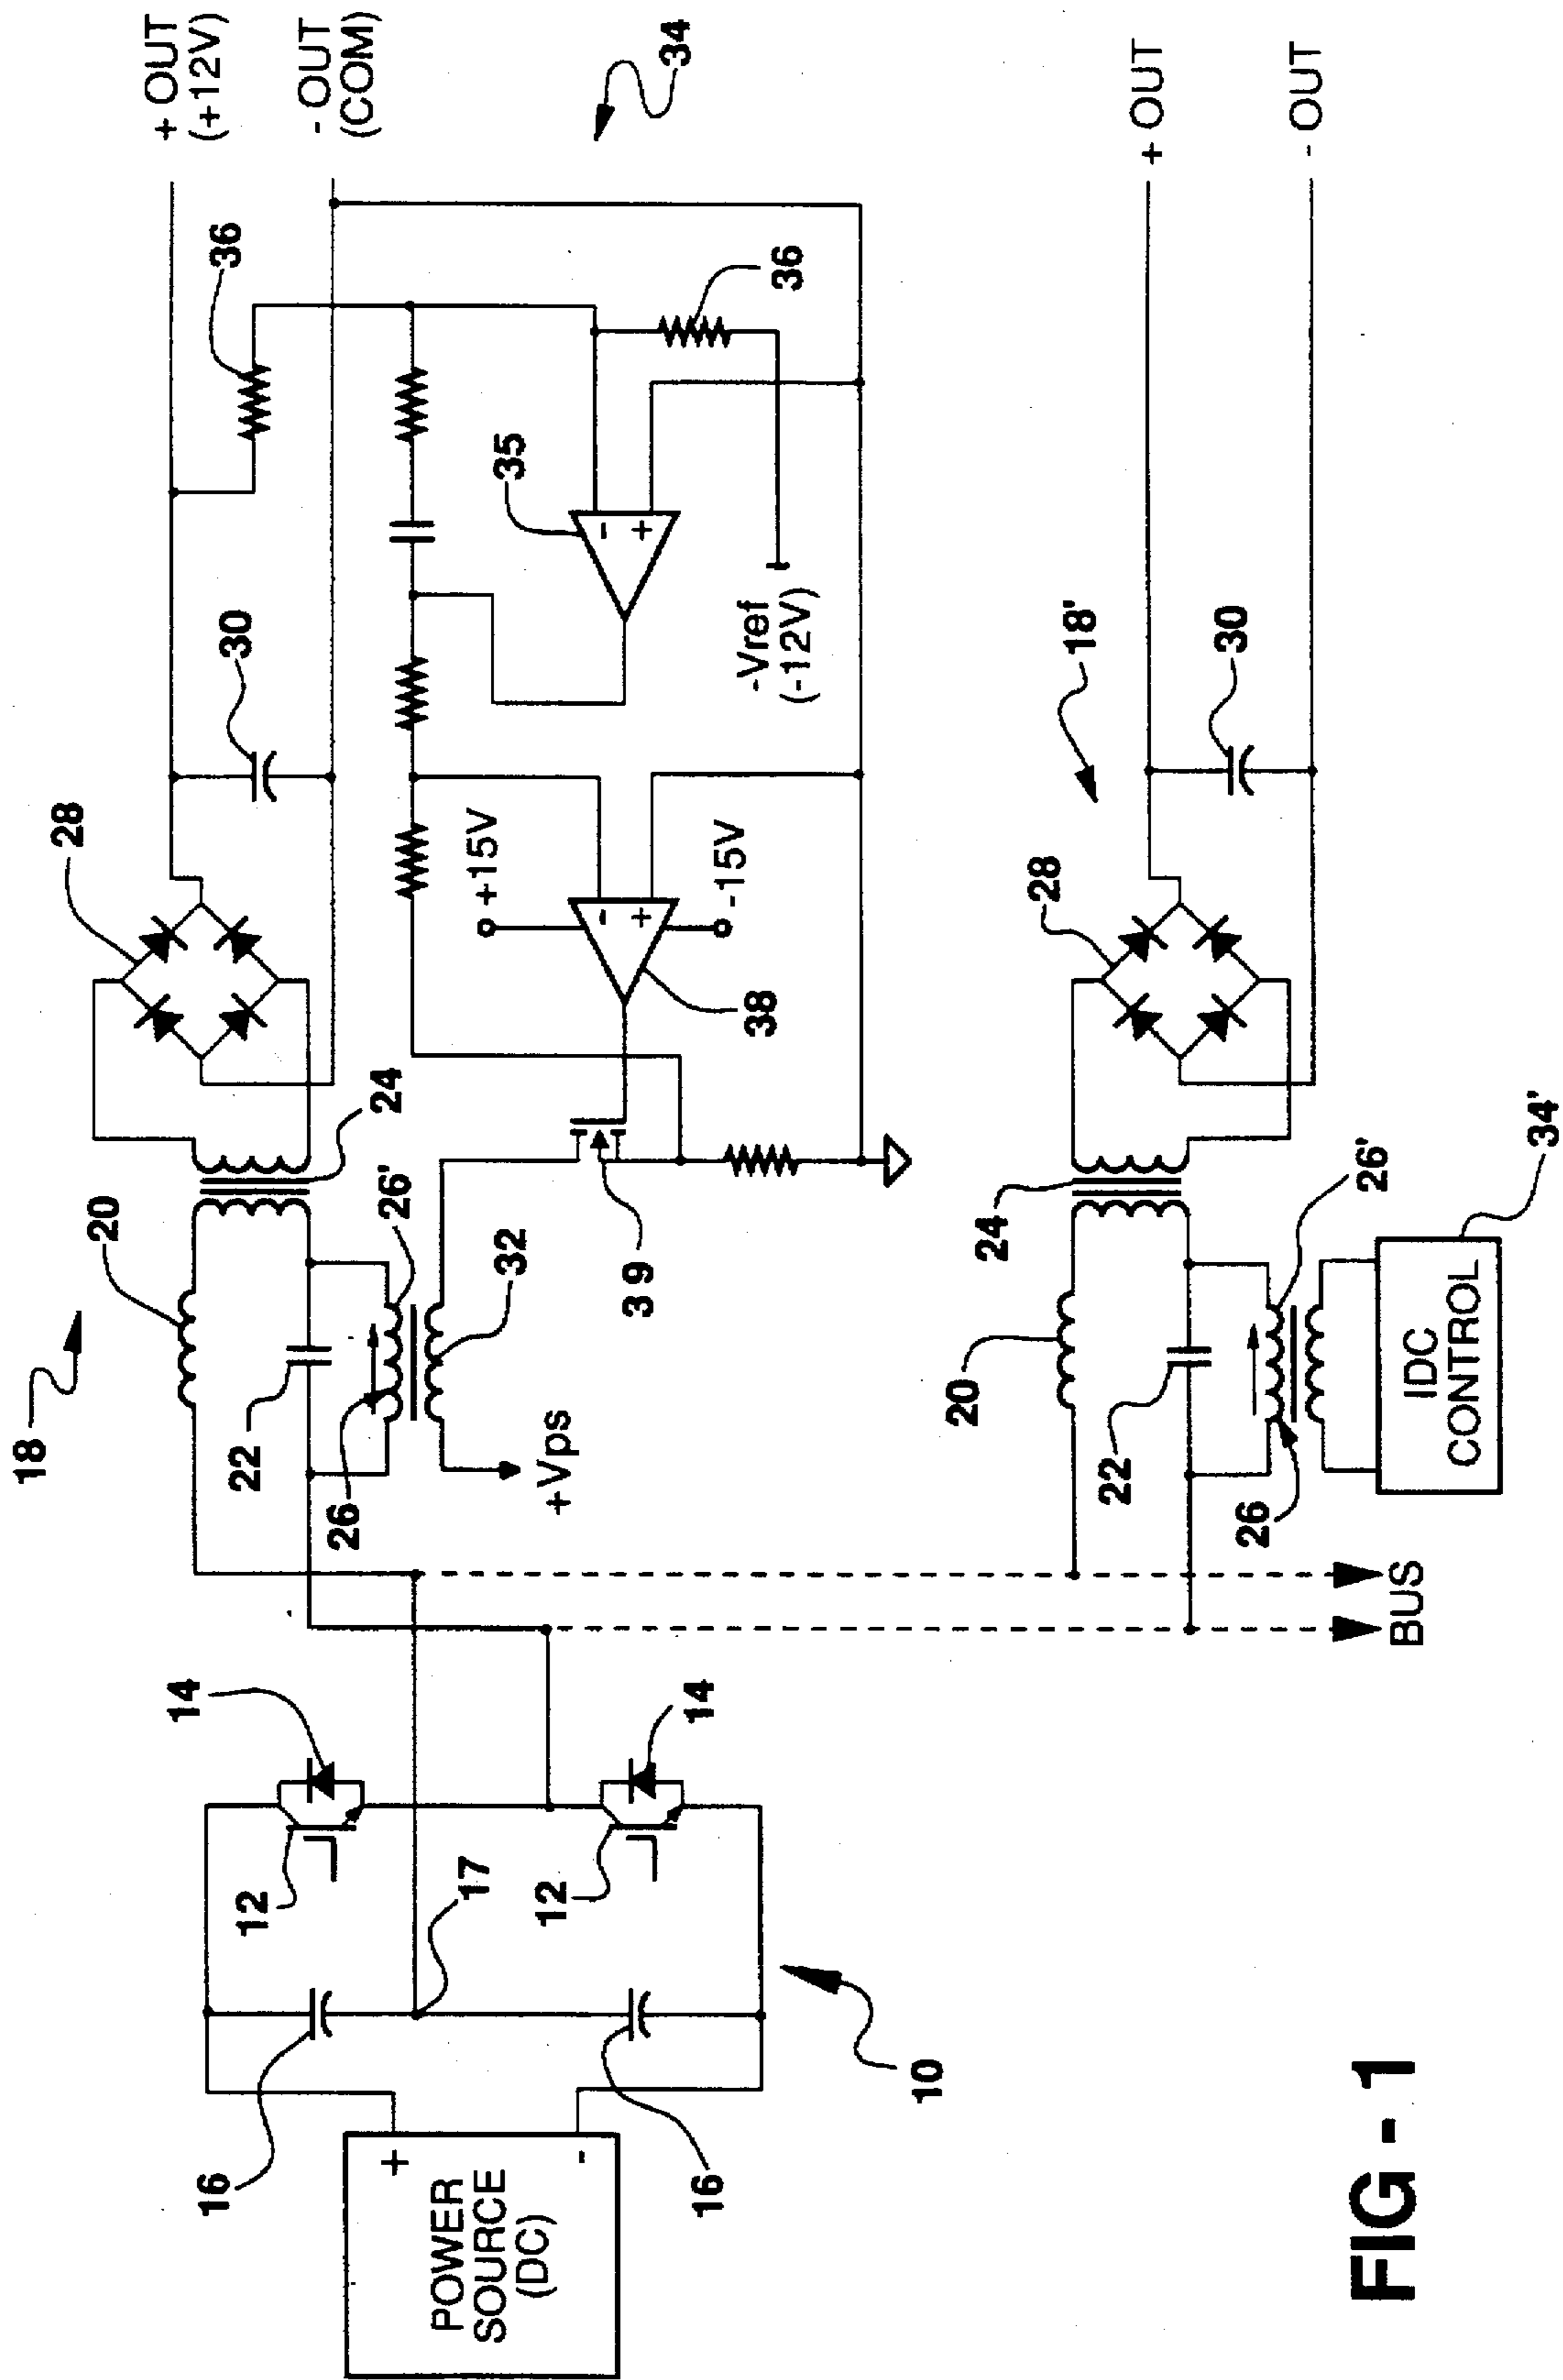 18
20
22
26
26'
24
28
30
+ OUT
(+12V)
- OUT
(COM)
36
34
32
+Vps
39
38
+15V
-15V
-
+
35
-
+
36
-Vref
(-12V)
POWER
SOURCE
(DC)
+
-
16
16
17
12
14
12
14
10
BUS
18'
20
22
26
26'
24
28
30
+ OUT
- OUT
IDC
CONTROL
34'
FIG - 1